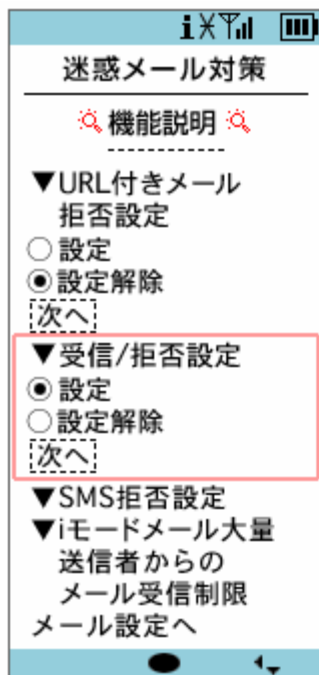 迷惑メール対策
機能説明
▼URL付きメール
拒否設定
○設定
◉設定解除
次へ
▼受信/拒否設定
◉設定
○設定解除
次へ
▼SMS拒否設定
▼iモードメール大量
送信者からの
メール受信制限
メール設定へ